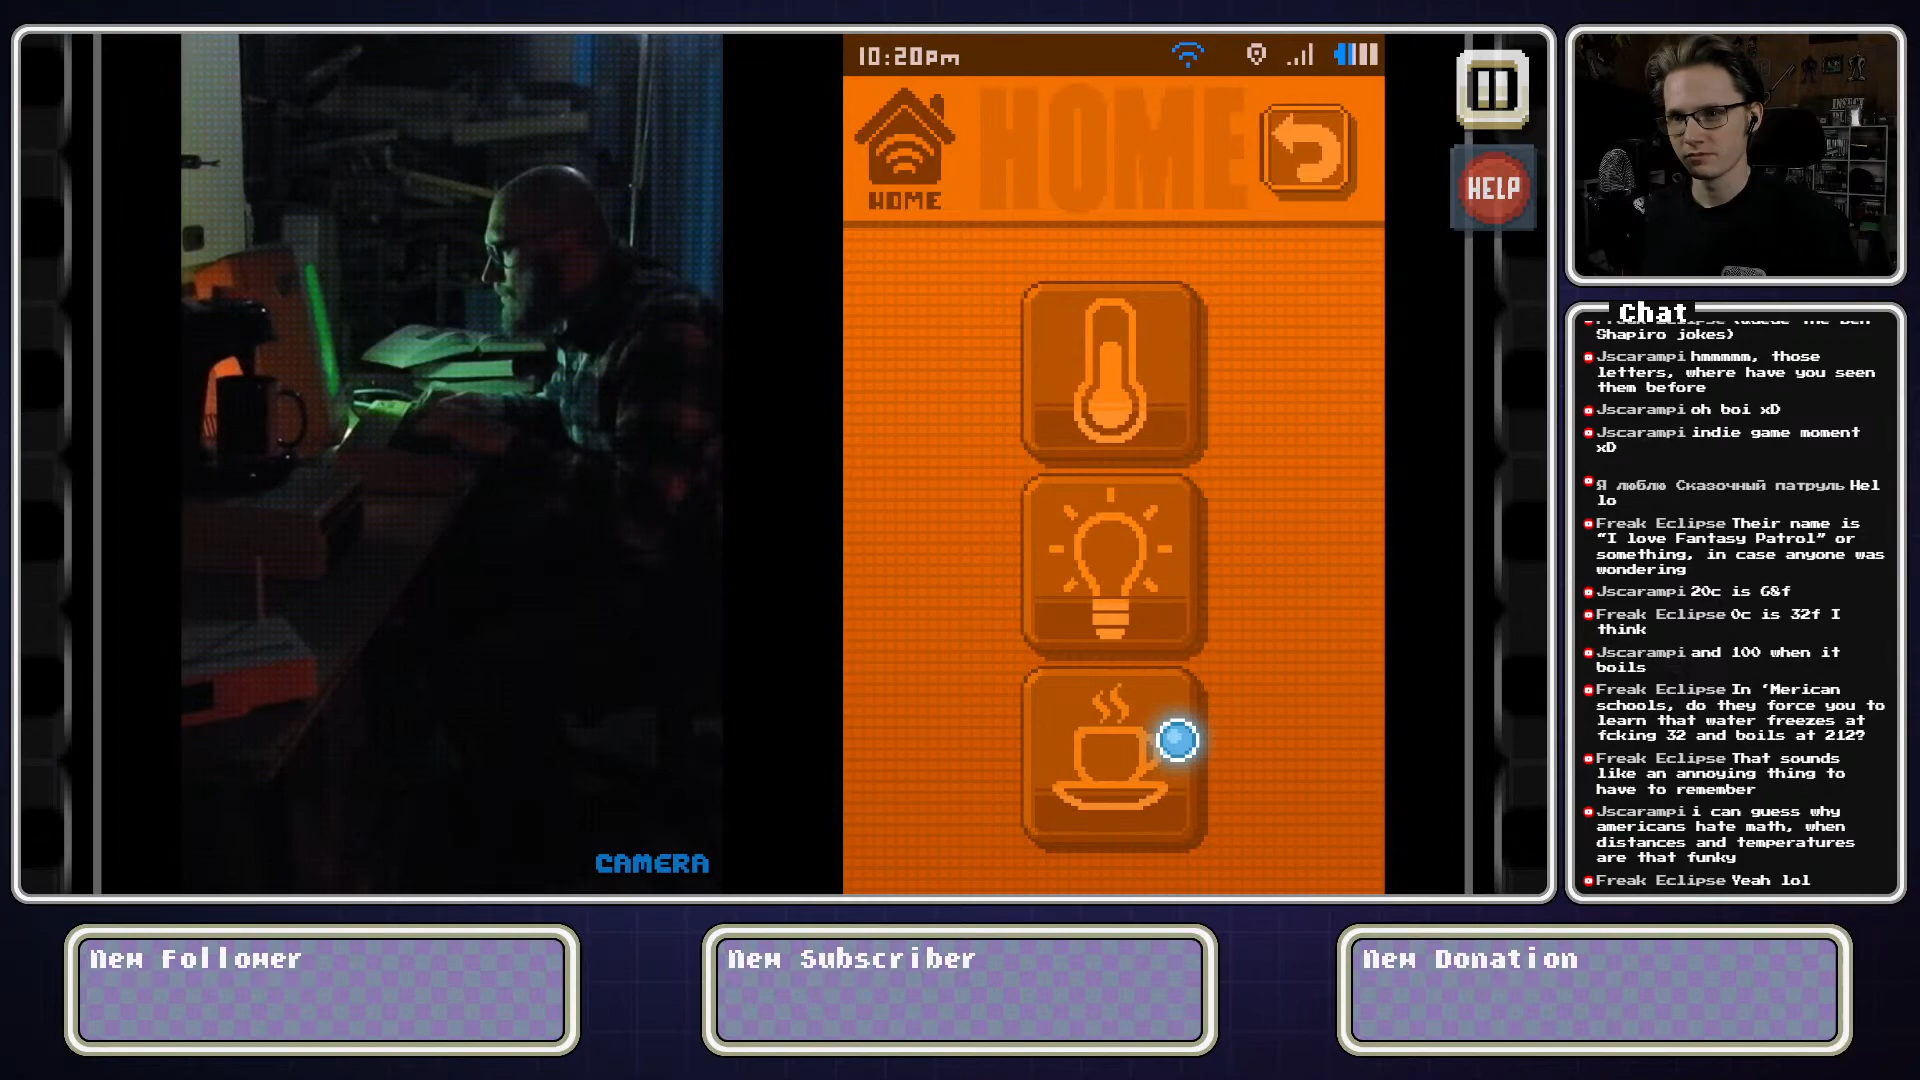 10:20pm
HOME
HOME
HELP
CAMERA
Chat
Shapiro jokes)
Jscarampi hmmmmm, those
letters, where have you seen
them before
Jscarampi oh boi xD
Jscarampi indie game moment
xD
Я люблю Сказочный патруль Hel
lo
Freak Eclipse Their name is
“I love Fantasy Patrol” or
something, in case anyone was
wondering
Jscarampi 20c is 68f
Freak Eclipse 0c is 32f I
think
Jscarampi and 100 when it
boils
Freak Eclipse In ‘Merican
schools, do they force you to
learn that water freezes at
fcking 32 and boils at 212?
Freak Eclipse That sounds
like an annoying thing to
have to remember
Jscarampi i can guess why
americans hate math, when
distances and temperatures
are that funky
Freak Eclipse Yeah lol
New Follower
New Subscriber
New Donation